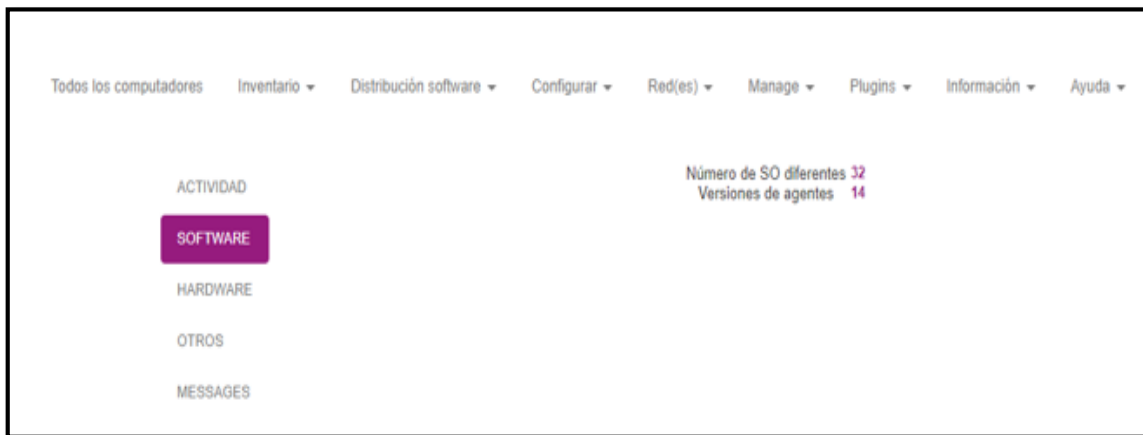 Todos los computadores Inventario Distribución software Configurar Red(es) Manage Plugins Información Ayuda
ACTIVIDAD
SOFTWARE
HARDWARE
OTROS
MESSAGES
Número de SO diferentes 32
Versiones de agentes 14